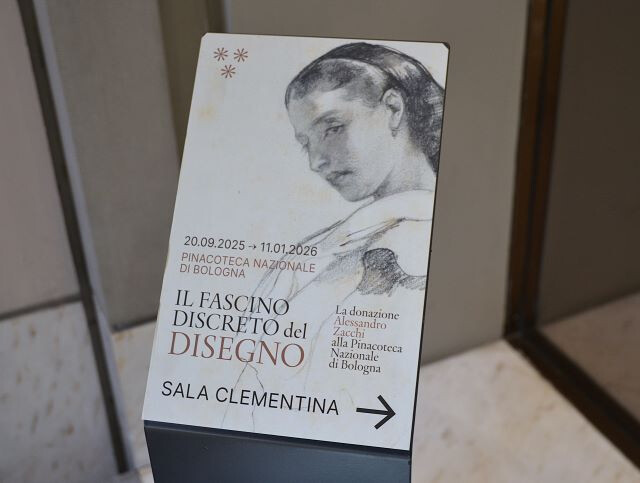 20.09.2025 → 11.01.2026
PINACOTECA NAZIONALE
DI BOLOGNA
IL FASCINO
DISCRETO del
DISEGNO
La donazione
Alessandro
Zacchi
alla Pinacoteca
Nazionale
di Bologna
SALA CLEMENTINA →